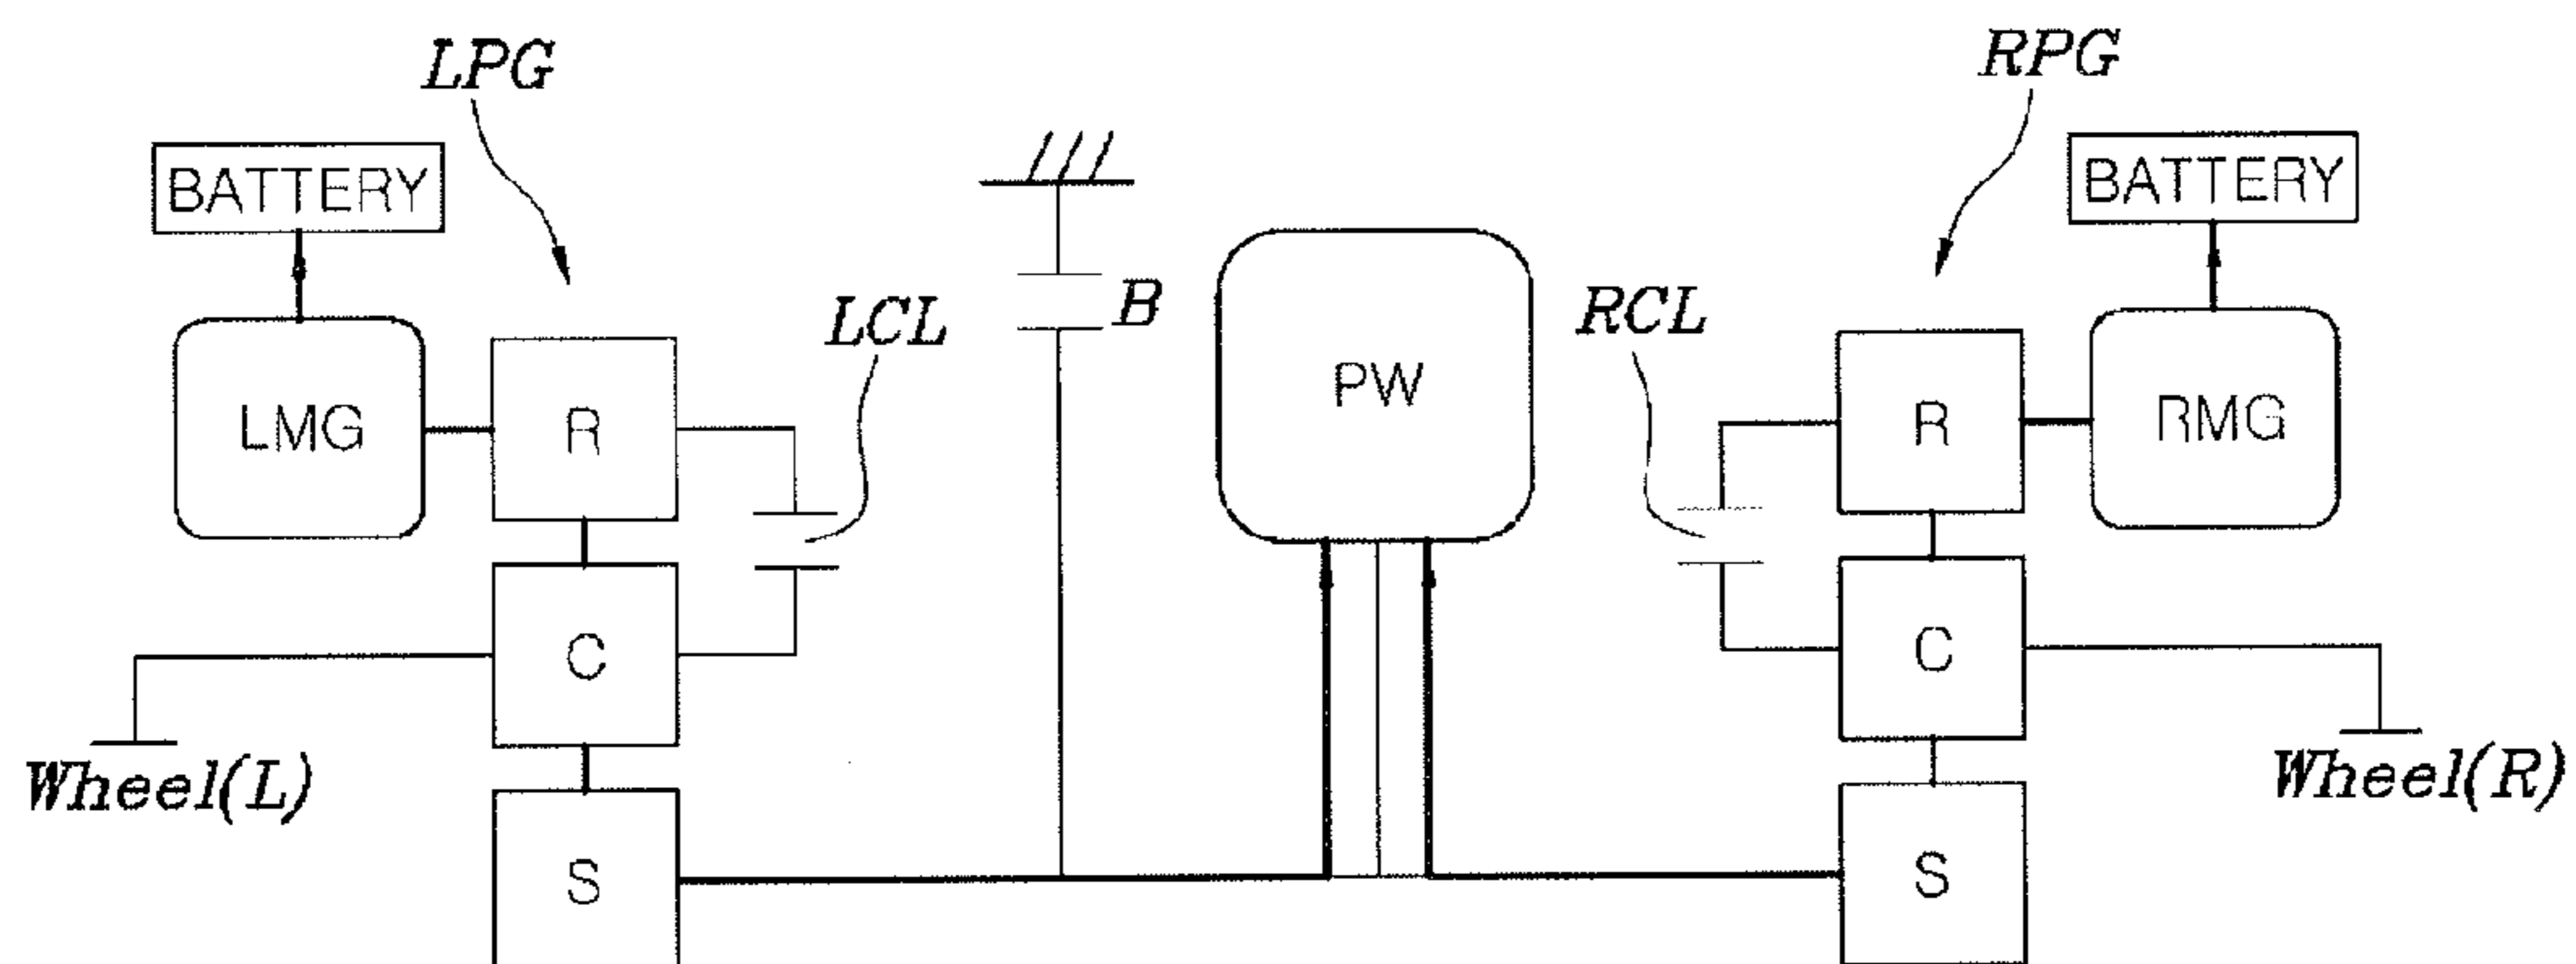 LPG
RPG
BATTERY
BATTERY
B
LCL
RCL
PW
LMG
R
R
RMG
C
C
Wheel(L)
Wheel(R)
S
S